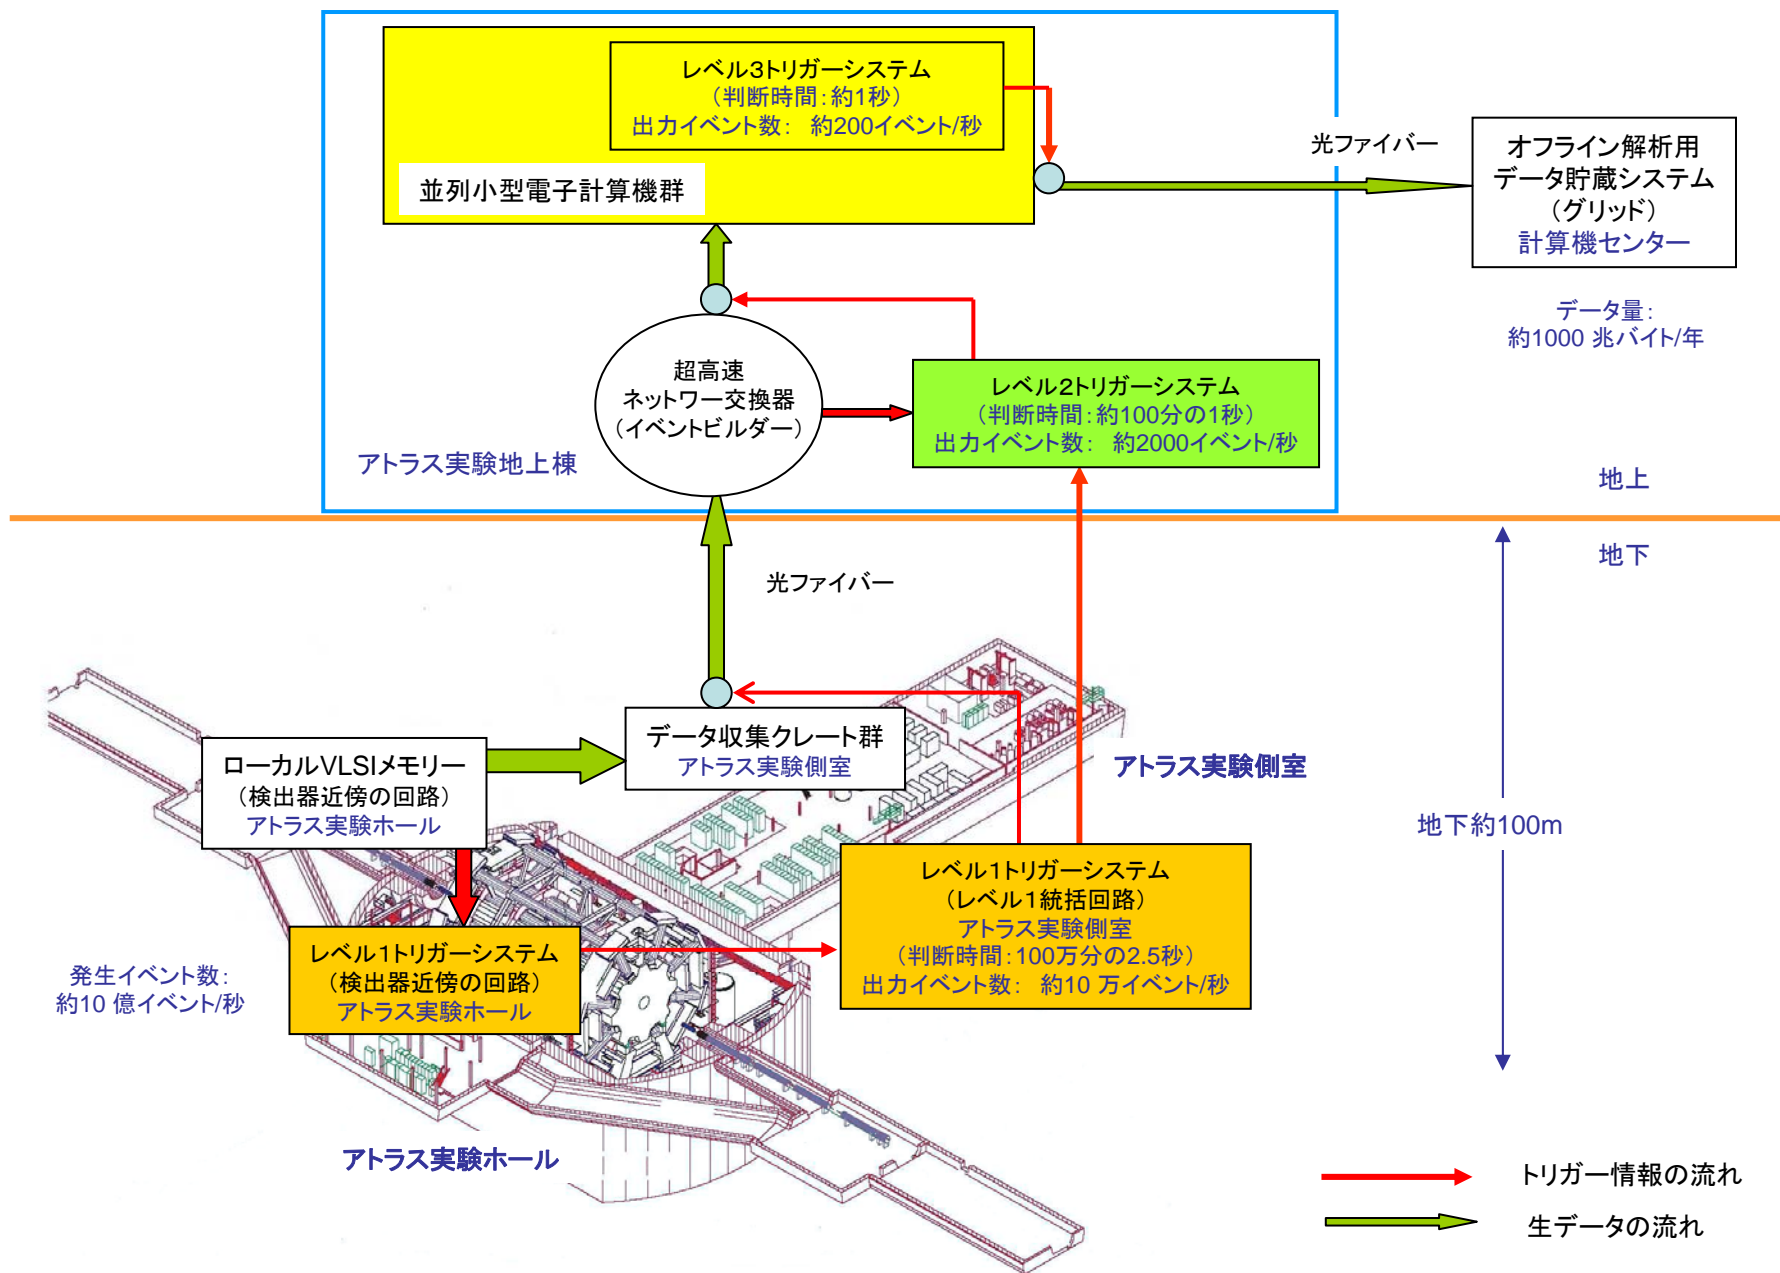 レベル3トリガーシステム
（判断時間：約1秒）
出力イベント数： 約200イベント/秒
並列小型電子計算機群
光ファイバー
オフライン解析用
データ貯蔵システム
（グリッド）
計算機センター
データ量：
約1000 兆バイト/年
超高速
ネットワー交換器
（イベントビルダー）
レベル2トリガーシステム
（判断時間：約100分の1秒）
出力イベント数： 約2000イベント/秒
アトラス実験地上棟
地上
地下
光ファイバー
データ収集クレート群
アトラス実験側室
ローカルVLSIメモリー
（検出器近傍の回路）
アトラス実験ホール
アトラス実験側室
地下約100m
レベル1トリガーシステム
（レベル1統括回路）
アトラス実験側室
（判断時間：100万分の2.5秒）
出力イベント数： 約10 万イベント/秒
レベル1トリガーシステム
（検出器近傍の回路）
アトラス実験ホール
発生イベント数：
約10 億イベント/秒
アトラス実験ホール
トリガー情報の流れ
生データの流れ